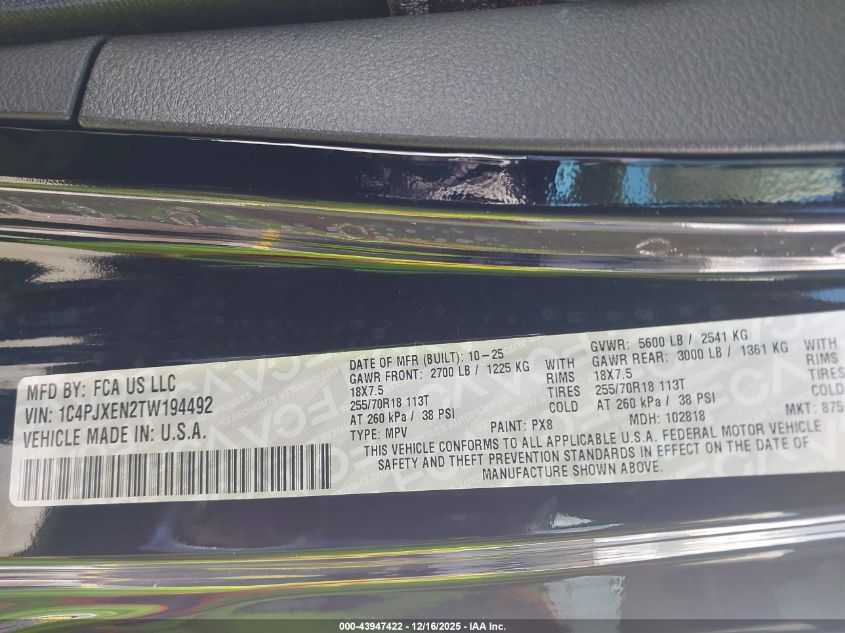 MFD BY: FCA US LLC
VIN: 1C4PJXEN2TW194492
VEHICLE MADE IN: U.S.A.
DATE OF MFR (BUILT): 10-25
GAWR FRONT: 2700 LB / 1225 KG WITH
18X7.5 RIMS
255/70R18 113T TIRES
AT 260 kPa / 38 PSI COLD
TYPE: MPV PAINT: PX8
GVWR: 5600 LB / 2541 KG
GAWR REAR: 3000 LB / 1361 KG WITH
18X7.5 RIMS
255/70R18 113T TIRES
AT 260 kPa / 38 PSI COLD
MDH: 102818 MKT: 875
THIS VEHICLE CONFORMS TO ALL APPLICABLE U.S.A. FEDERAL MOTOR VEHICLE
SAFETY AND THEFT PREVENTION STANDARDS IN EFFECT ON THE DATE OF
MANUFACTURE SHOWN ABOVE.
000-43947422 - 12/16/2025 - IAA Inc.